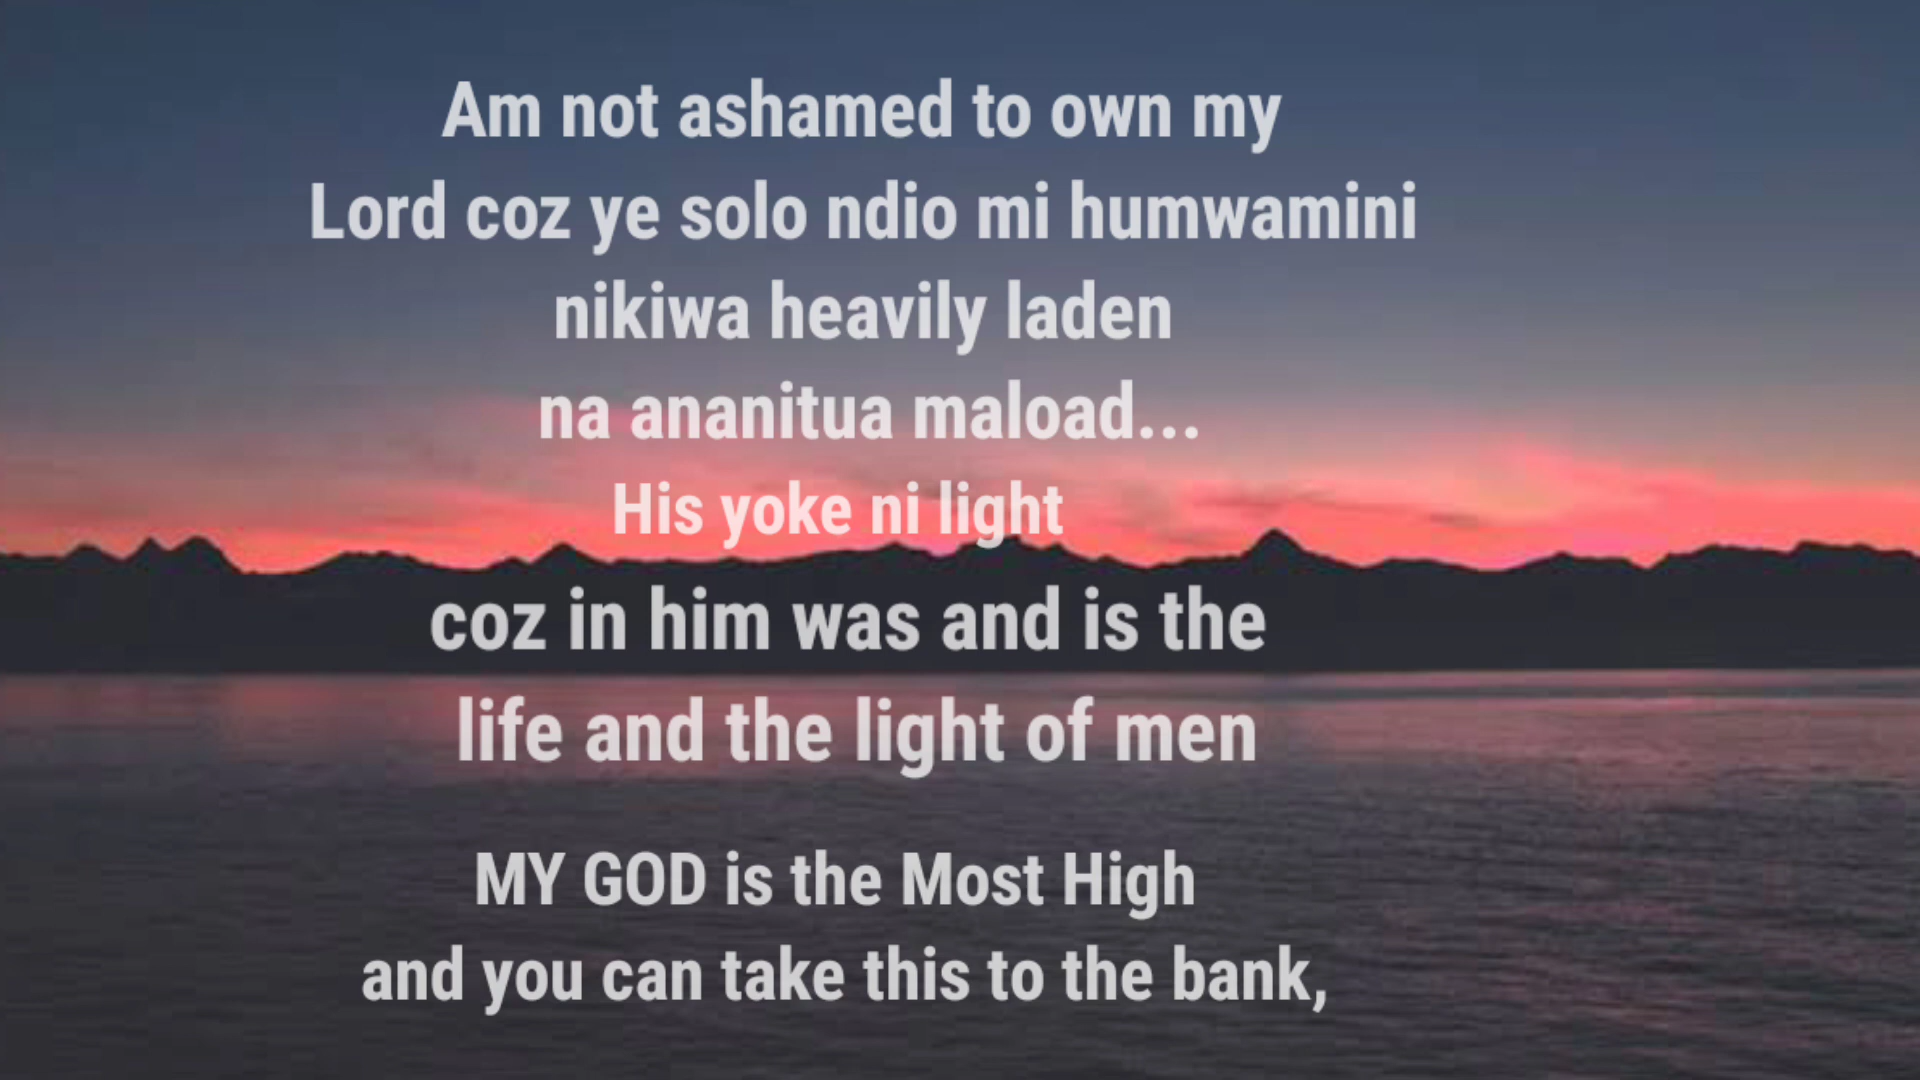 Am not ashamed to own my
Lord coz ye solo ndio mi humwamini
nikiwa heavily laden
na ananitua maload...
His yoke ni light
coz in him was and is the
life and the light of men
MY GOD is the Most High
and you can take this to the bank,